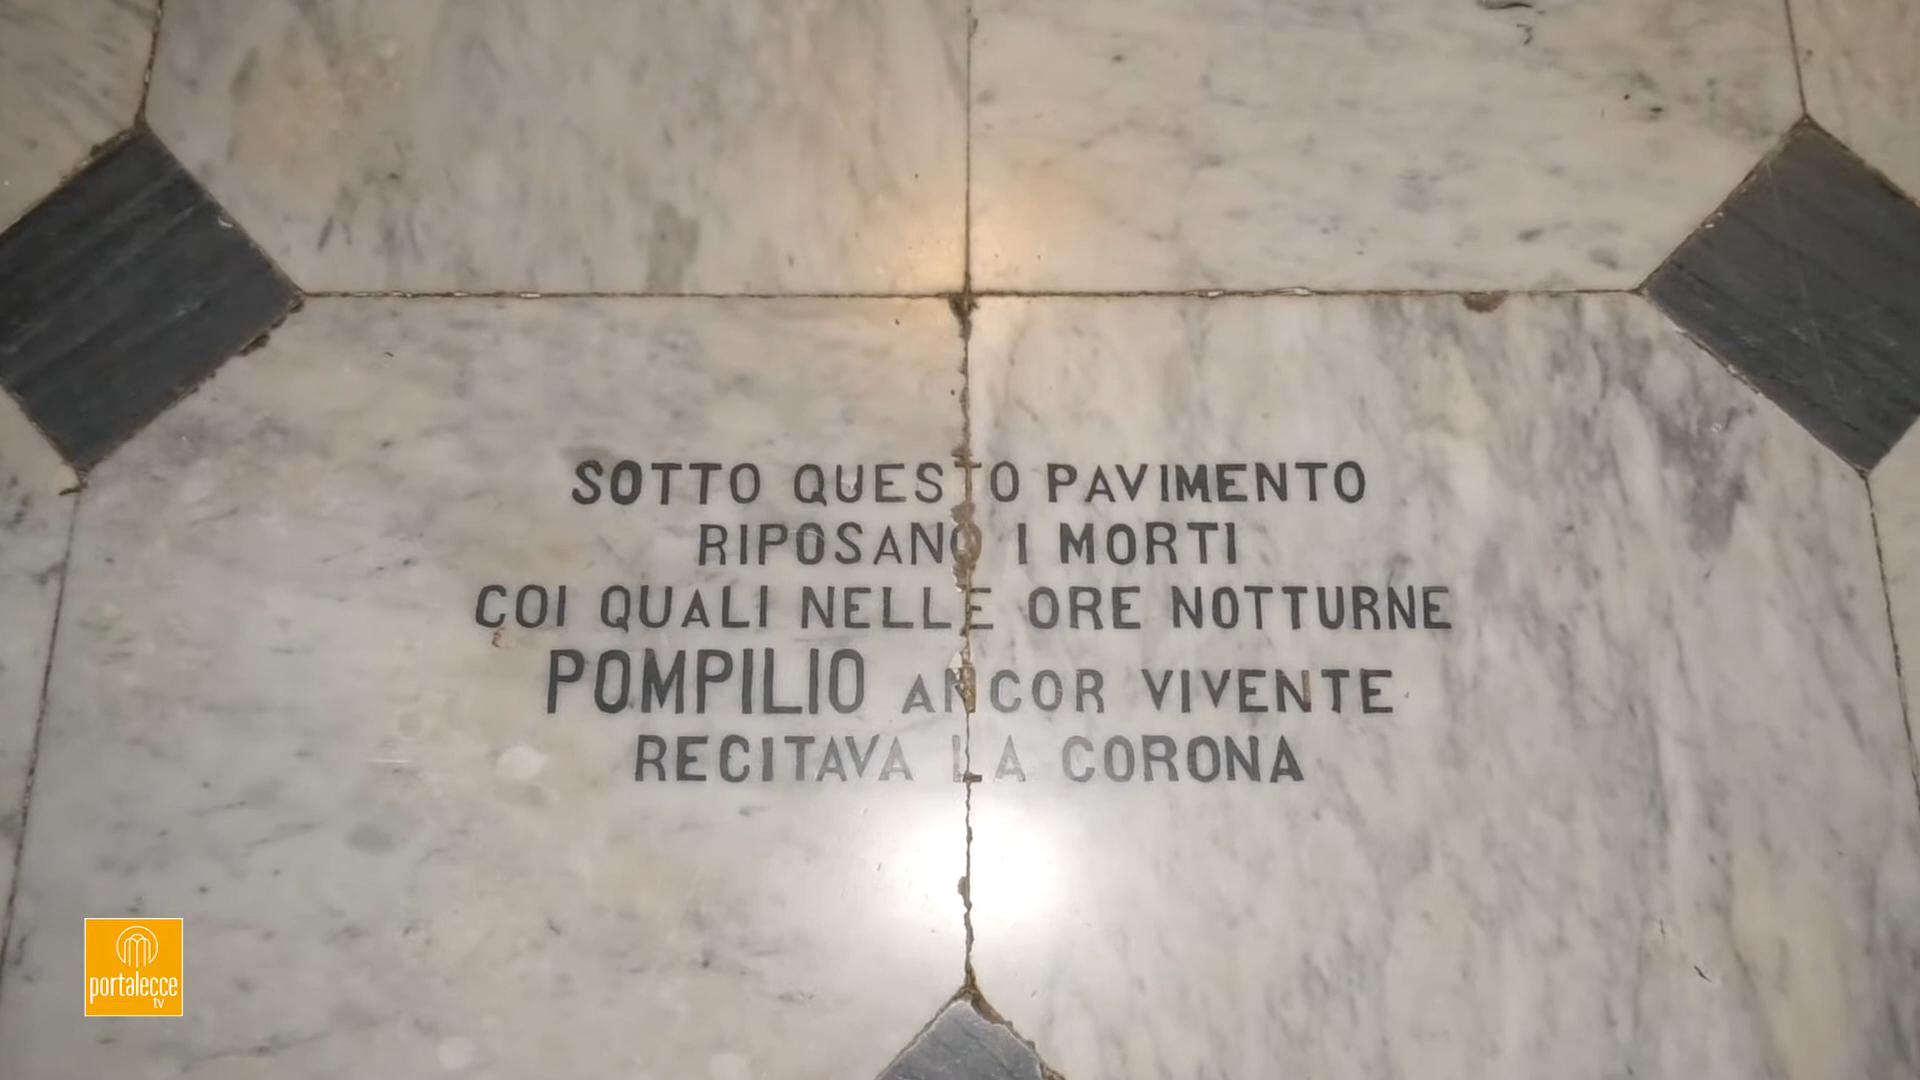 SOTTO QUESTO PAVIMENTO
RIPOSANO I MORTI
COI QUALI NELLE ORE NOTTURNE
POMPILIO ANCOR VIVENTE
RECITAVA LA CORONA
portalecce
tv